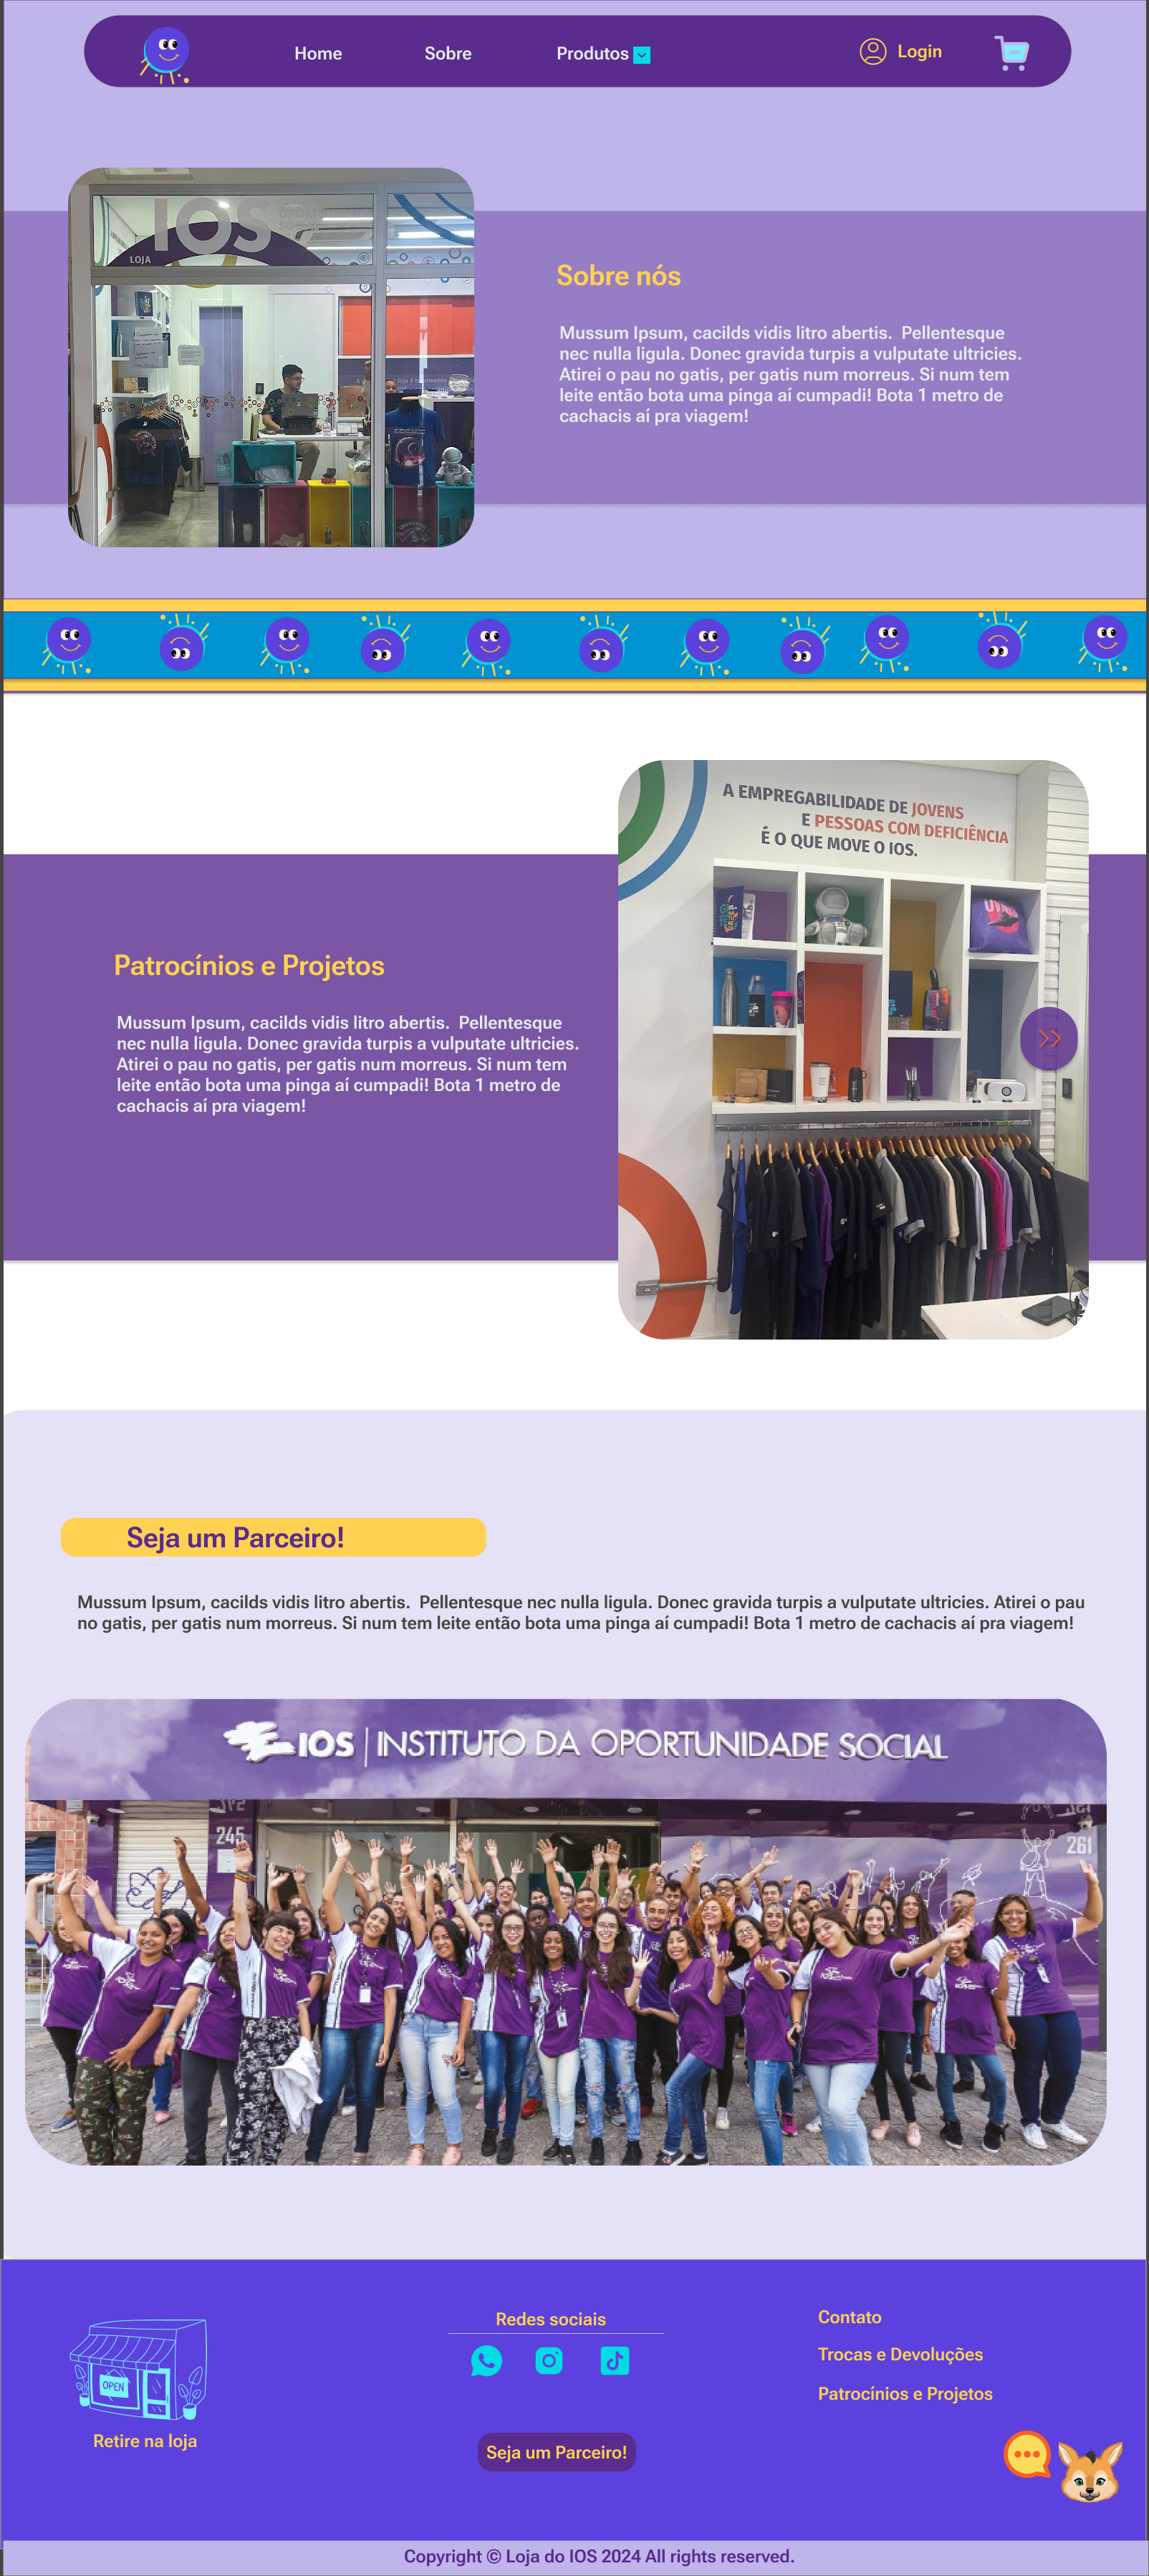 Home
Sobre
Produtos
Login
IOS
LOJA
Sobre nós
Mussum Ipsum, cacilds vidis litro abertis.  Pellentesque
nec nulla ligula. Donec gravida turpis a vulputate ultricies.
Atirei o pau no gatis, per gatis num morreus. Si num tem
leite então bota uma pinga aí cumpadi! Bota 1 metro de
cachacis aí pra viagem!
A EMPREGABILIDADE DE JOVENS
E PESSOAS COM DEFICIÊNCIA
É O QUE MOVE O IOS.
Patrocínios e Projetos
Mussum Ipsum, cacilds vidis litro abertis.  Pellentesque
nec nulla ligula. Donec gravida turpis a vulputate ultricies.
Atirei o pau no gatis, per gatis num morreus. Si num tem
leite então bota uma pinga aí cumpadi! Bota 1 metro de
cachacis aí pra viagem!
Seja um Parceiro!
Mussum Ipsum, cacilds vidis litro abertis.  Pellentesque nec nulla ligula. Donec gravida turpis a vulputate ultricies. Atirei o pau
no gatis, per gatis num morreus. Si num tem leite então bota uma pinga aí cumpadi! Bota 1 metro de cachacis aí pra viagem!
IOS | INSTITUTO DA OPORTUNIDADE SOCIAL
245
261
OPEN
Retire na loja
Redes sociais
Seja um Parceiro!
Contato
Trocas e Devoluções
Patrocínios e Projetos
Copyright © Loja do IOS 2024 All rights reserved.